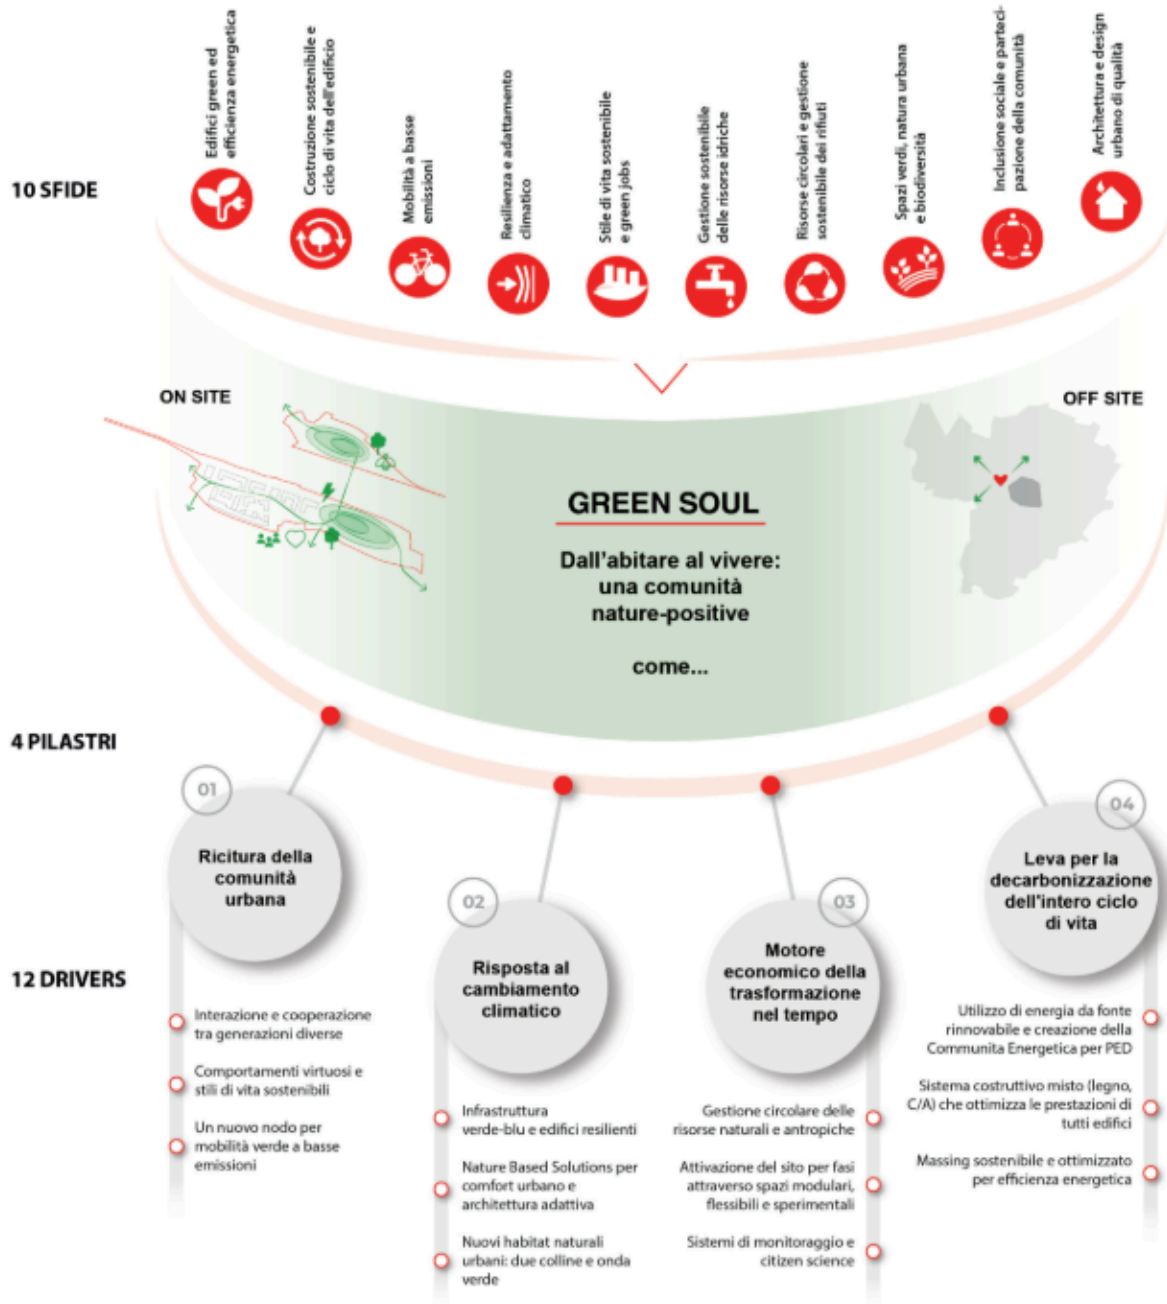 10 SFIDE
Edifici green ed
efficienza energetica
Costruzione sostenibile e
ciclo di vita dell'edificio
Mobilità a basse
emissioni
Resilienza e adattamento
climatico
Stile di vita sostenibile
e green jobs
Gestione sostenibile
delle risorse idriche
Risorse circolari e gestione
sostenibile dei rifiuti
Spazi verdi, natura urbana
e biodiversità
Inclusione sociale e parteci-
pazione della comunità
Architettura e design
urbano di qualità
ON SITE
OFF SITE
GREEN SOUL
Dall'abitare al vivere:
una comunità
nature-positive
come...
4 PILASTRI
01
Ricitura della
comunità
urbana
02
Risposta al
cambiamento
climatico
03
Motore
economico della
trasformazione
nel tempo
04
Leva per la
decarbonizzazione
dell'intero ciclo
di vita
12 DRIVERS
Interazione e cooperazione
tra generazioni diverse
Comportamenti virtuosi e
stili di vita sostenibili
Un nuovo nodo per
mobilità verde a basse
emissioni
Infrastruttura
verde-blu e edifici resilienti
Nature Based Solutions per
comfort urbano e
architettura adattiva
Nuovi habitat naturali
urbani: due colline e onda
verde
Gestione circolare delle
risorse naturali e antropiche
Attivazione del sito per fasi
attraverso spazi modulari,
flessibili e sperimentali
Sistemi di monitoraggio e
citizen science
Utilizzo di energia da fonte
rinnovabile e creazione della
Communita Energetica per PED
Sistema costruttivo misto (legno,
C/A) che ottimizza le prestazioni di
tutti edifici
Massing sostenibile e ottimizzato
per efficienza energetica